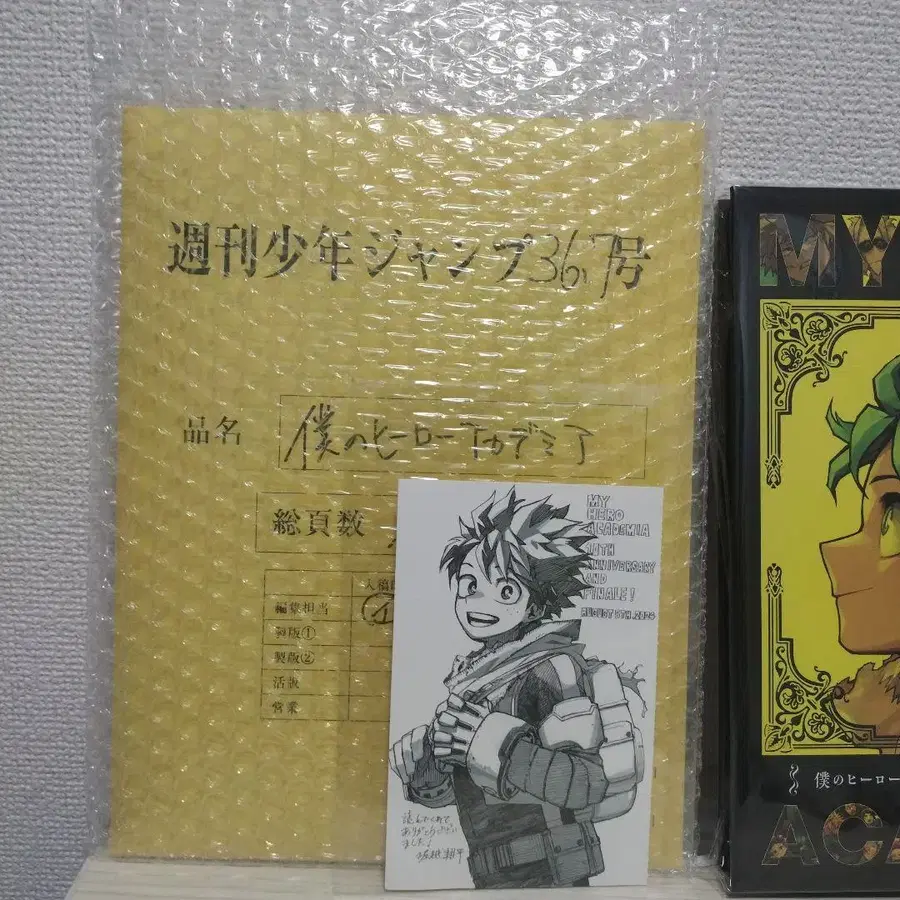 週刊少年ジャンプ36,7号
品名 僕のヒーローアカデミア
総頁数
編集担当
製版①
製版②
活版
営業
MY
HERO
ACADEMIA
10TH
ANNIVERSARY
AND
FINALE!
AUGUST 5TH.2024
読んでくれて
ありがとうござい
ました!
堀越耕平
MY
僕のヒーロー
ACA